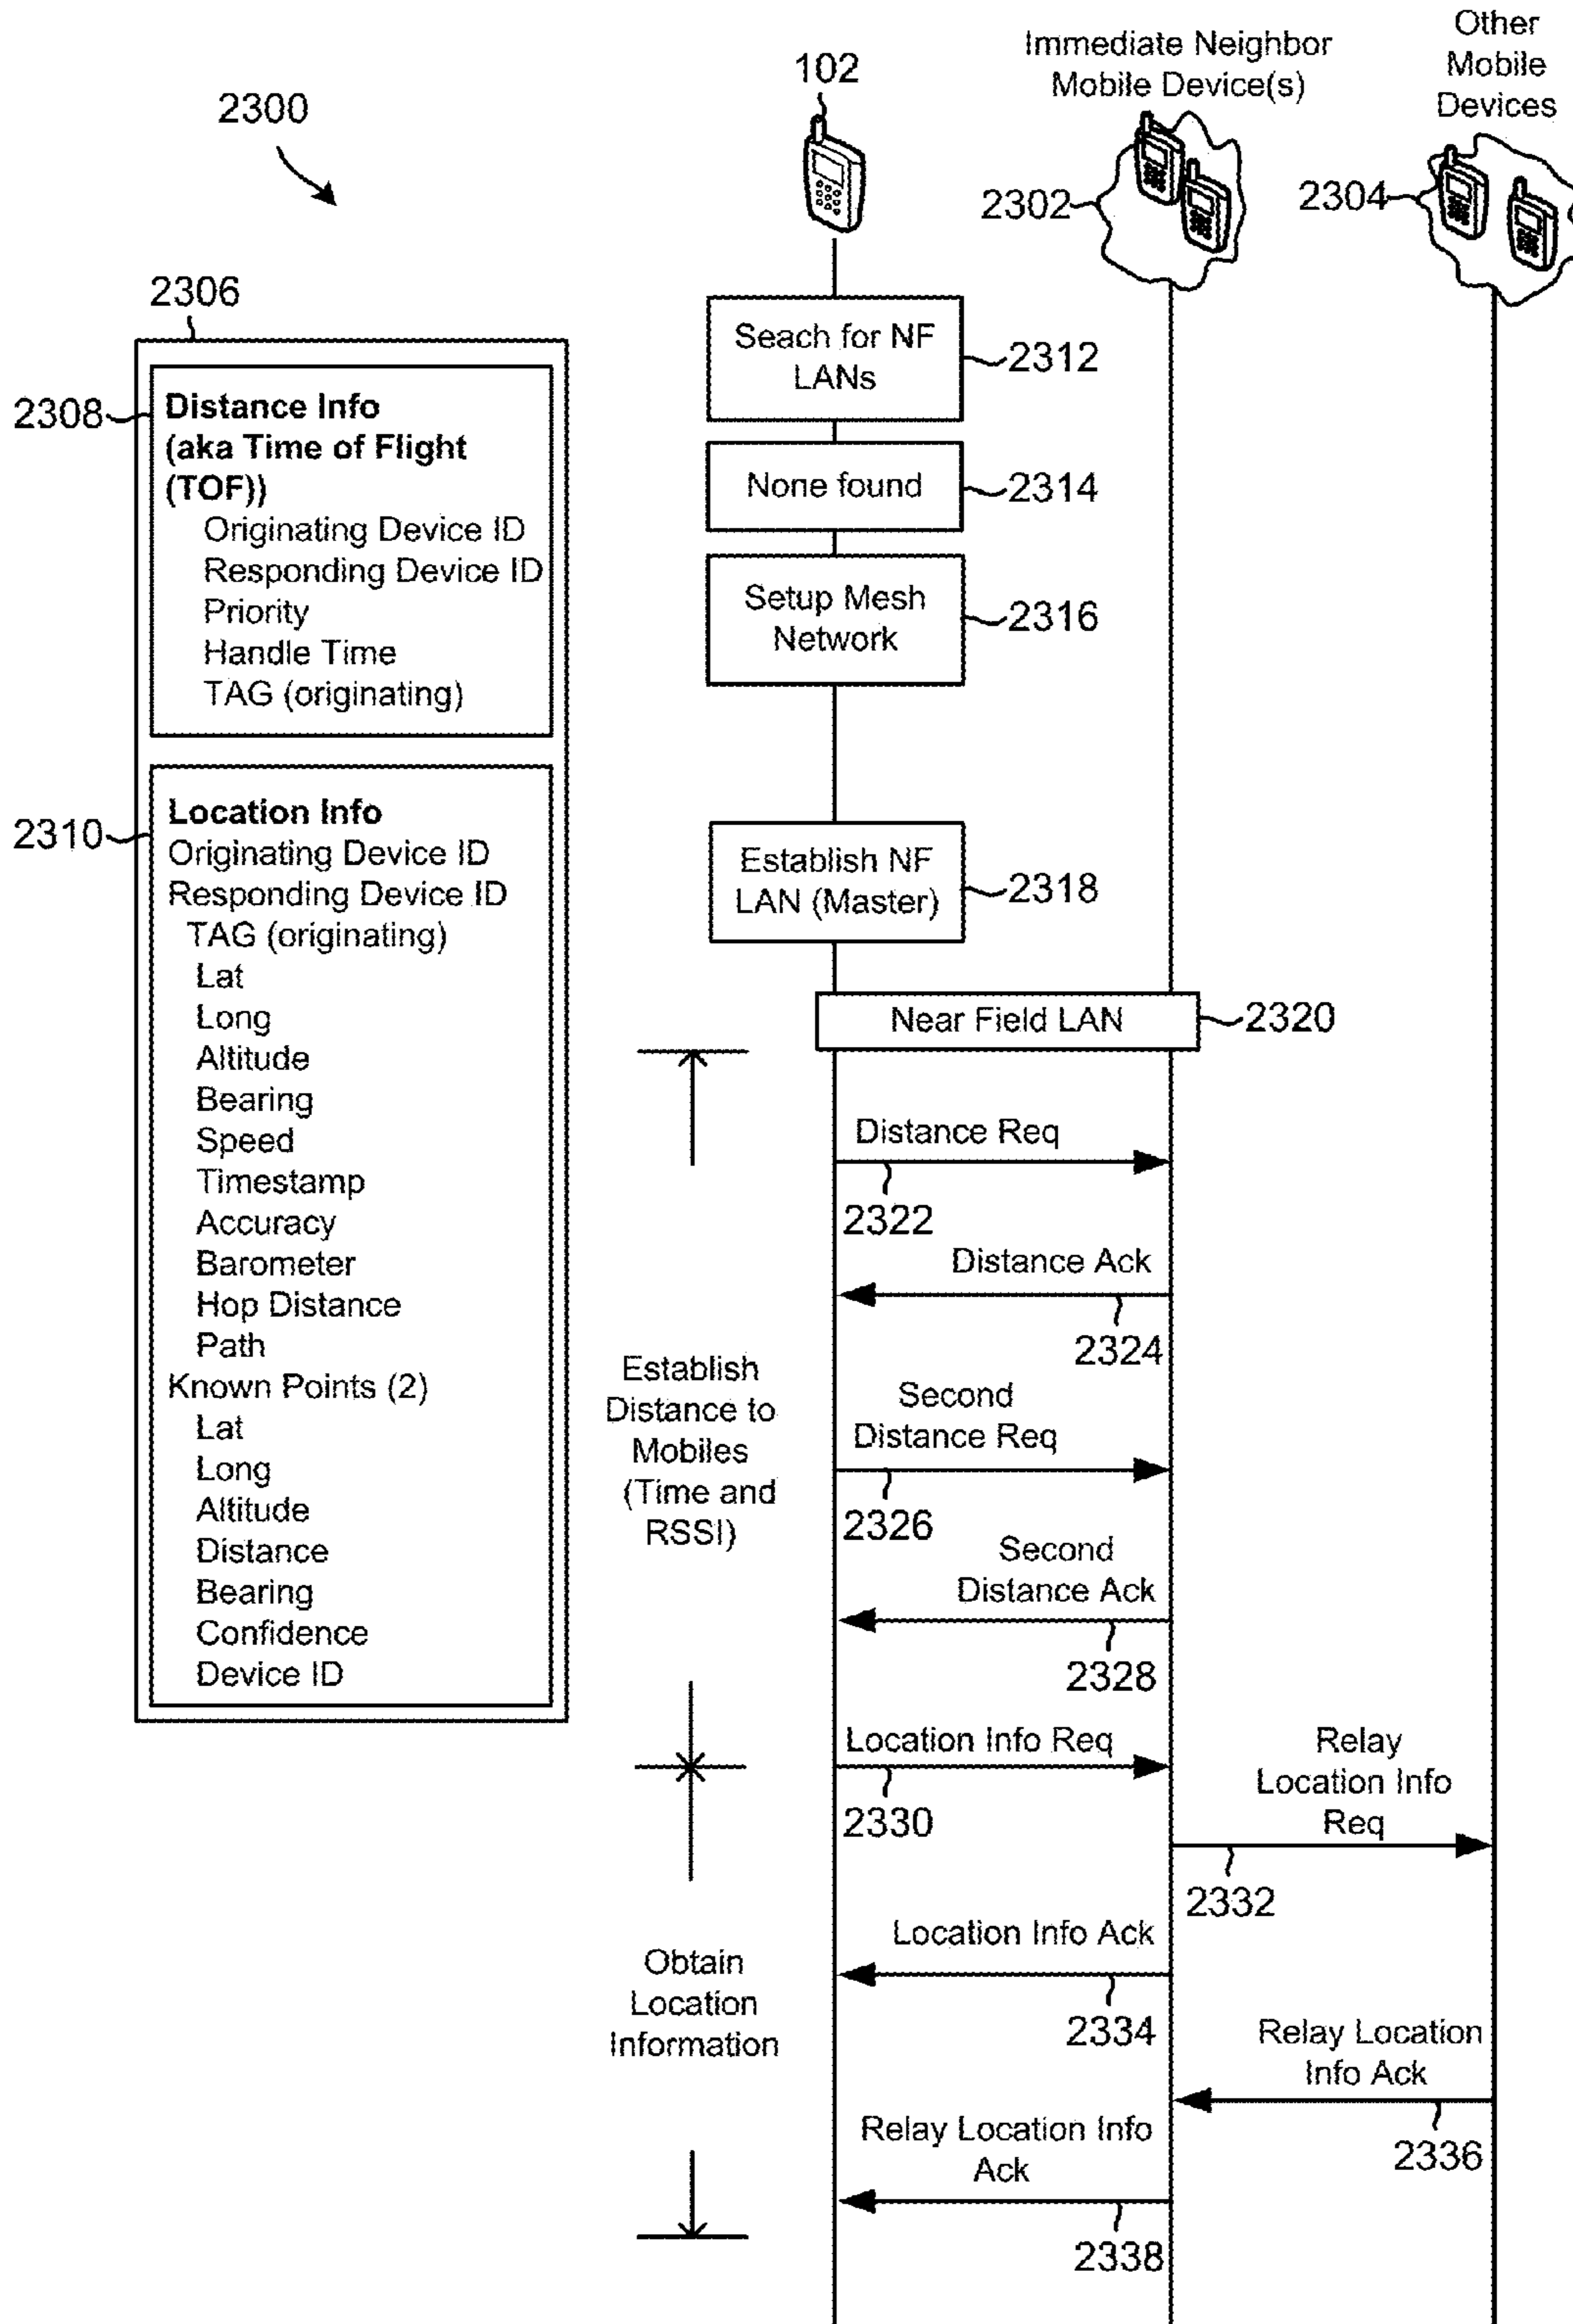 2300
102
Immediate Neighbor
Mobile Device(s)
Other
Mobile
Devices
2302
2304
2306
2308
Distance Info
(aka Time of Flight
(TOF))
Originating Device ID
Responding Device ID
Priority
Handle Time
TAG (originating)
2310
Location Info
Originating Device ID
Responding Device ID
TAG (originating)
Lat
Long
Altitude
Bearing
Speed
Timestamp
Accuracy
Barometer
Hop Distance
Path
Known Points (2)
Lat
Long
Altitude
Distance
Bearing
Confidence
Device ID
Seach for NF
LANs
2312
None found
2314
Setup Mesh
Network
2316
Establish NF
LAN (Master)
2318
Near Field LAN
2320
Establish
Distance to
Mobiles
(Time and
RSSI)
Distance Req
2322
Distance Ack
2324
Second
Distance Req
2326
Second
Distance Ack
2328
Location Info Req
2330
Relay
Location Info
Req
2332
Obtain
Location
Information
Location Info Ack
2334
Relay Location
Info Ack
2336
Relay Location Info
Ack
2338